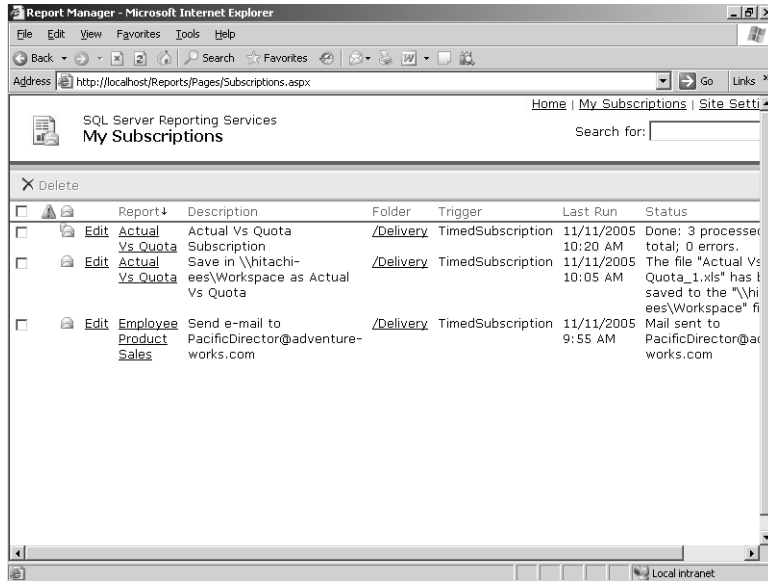 Report Manager - Microsoft Internet Explorer
File Edit View Favorites Tools Help
Back Search Favorites
Address http://localhost/Reports/Pages/Subscriptions.aspx Go Links »
Home | My Subscriptions | Site Setti
SQL Server Reporting Services
My Subscriptions
Search for:
Delete
Report↓ Description Folder Trigger Last Run Status
Edit Actual Actual Vs Quota /Delivery TimedSubscription 11/11/2005 Done: 3 processed
Vs Quota Subscription 10:20 AM total; 0 errors.
Edit Actual Save in \\hitachi- /Delivery TimedSubscription 11/11/2005 The file "Actual Vs
Vs Quota ees\Workspace as Actual 10:05 AM Quota_1.xls" has
Vs Quota saved to the "\\hi
ees\Workspace" fi
Edit Employee Send e-mail to /Delivery TimedSubscription 11/11/2005 Mail sent to
Product PacificDirector@adventure- 9:55 AM PacificDirector@ad
Sales works.com works.com
Local intranet